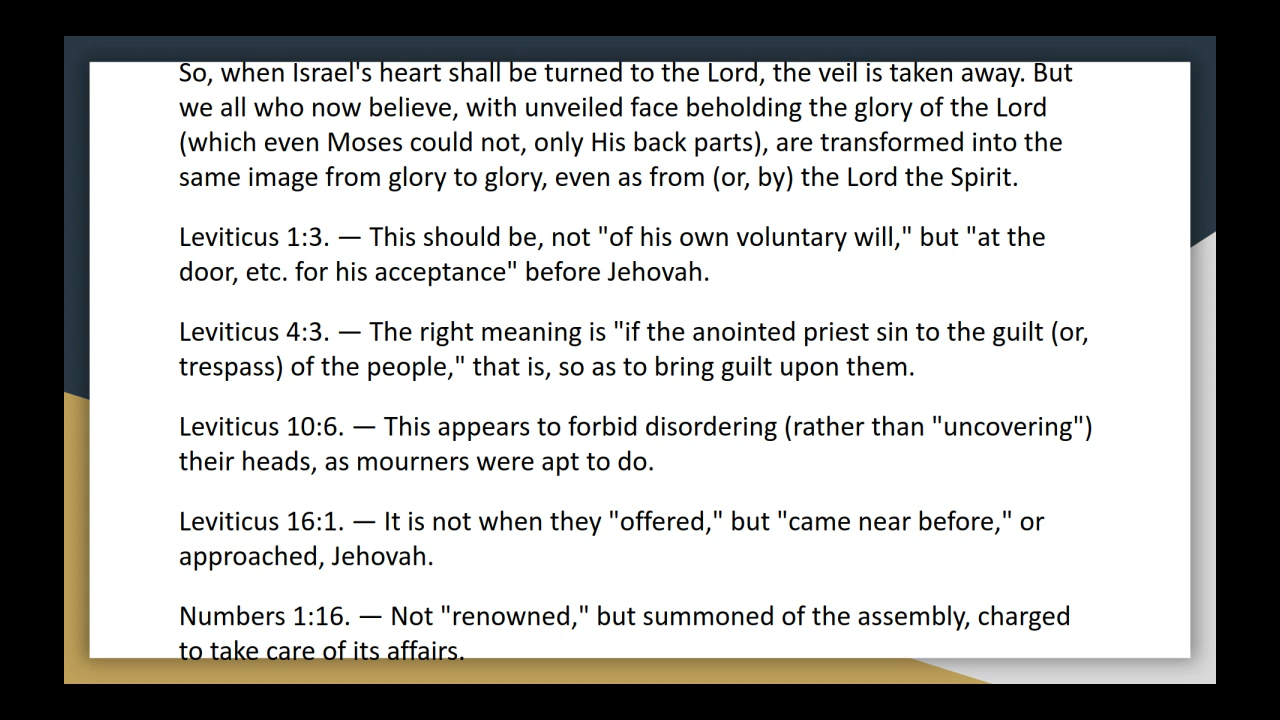 So, when Israel's heart shall be turned to the Lord, the veil is taken away. But
we all who now believe, with unveiled face beholding the glory of the Lord
(which even Moses could not, only His back parts), are transformed into the
same image from glory to glory, even as from (or, by) the Lord the Spirit.
Leviticus 1:3. — This should be, not "of his own voluntary will," but "at the
door, etc. for his acceptance" before Jehovah.
Leviticus 4:3. — The right meaning is "if the anointed priest sin to the guilt (or,
trespass) of the people," that is, so as to bring guilt upon them.
Leviticus 10:6. — This appears to forbid disordering (rather than "uncovering")
their heads, as mourners were apt to do.
Leviticus 16:1. — It is not when they "offered," but "came near before," or
approached, Jehovah.
Numbers 1:16. — Not "renowned," but summoned of the assembly, charged
to take care of its affairs.